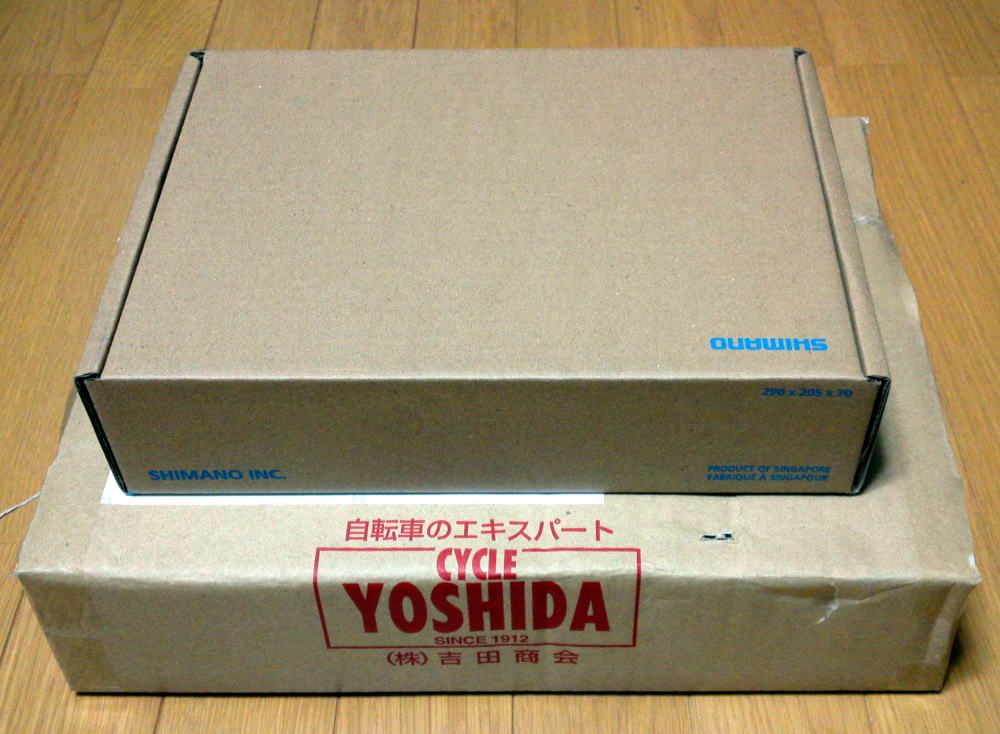 SHIMANO
290 x 205 x 70
SHIMANO INC.
PRODUCT OF SINGAPORE
FABRIQUÉ À SINGAPOUR
自転車のエキスパート
CYCLE
YOSHIDA
SINCE 1912
(株)吉田商会